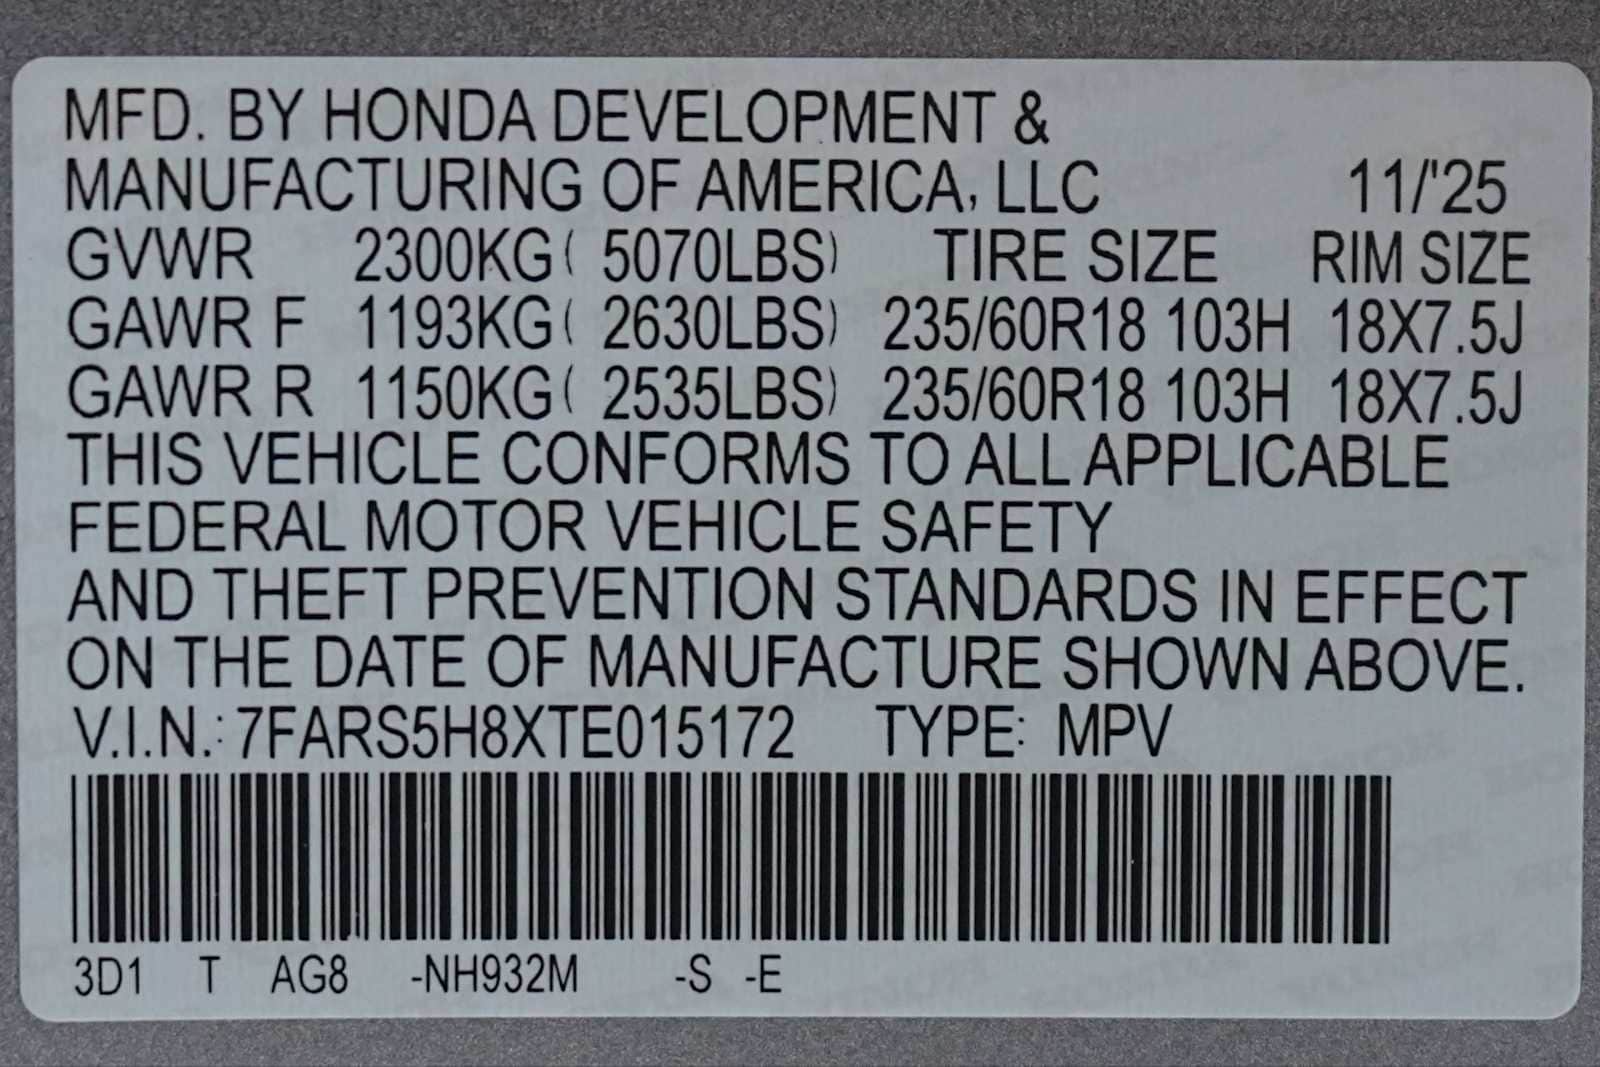 MFD. BY HONDA DEVELOPMENT &
MANUFACTURING OF AMERICA, LLC 11/'25
GVWR 2300KG ( 5070LBS) TIRE SIZE RIM SIZE
GAWR F 1193KG ( 2630LBS) 235/60R18 103H 18X7.5J
GAWR R 1150KG ( 2535LBS) 235/60R18 103H 18X7.5J
THIS VEHICLE CONFORMS TO ALL APPLICABLE
FEDERAL MOTOR VEHICLE SAFETY
AND THEFT PREVENTION STANDARDS IN EFFECT
ON THE DATE OF MANUFACTURE SHOWN ABOVE.
V.I.N.: 7FARS5H8XTE015172 TYPE: MPV
3D1 T AG8 -NH932M -S -E